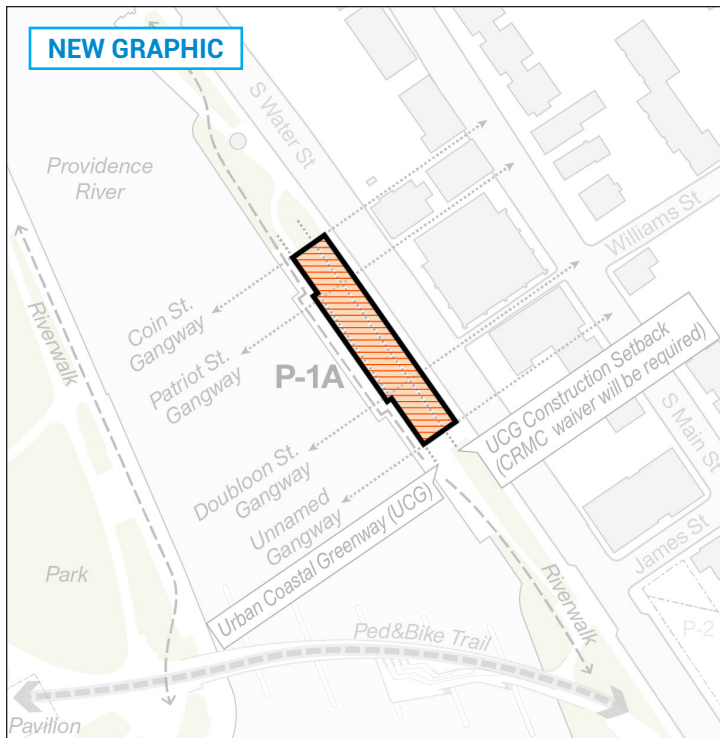 NEW GRAPHIC
S Water St
Providence
River
Williams St
Coin St.
Gangway
Riverwalk
Patriot St.
Gangway
P-1A
UCG Construction Setback
(CRMC waiver will be required)
S Main St
Doubloon St.
Gangway
Unnamed
Gangway
Urban Coastal Greenway (UCG)
James St
Park
Riverwalk
P-2
Ped&Bike Trail
Pavilion